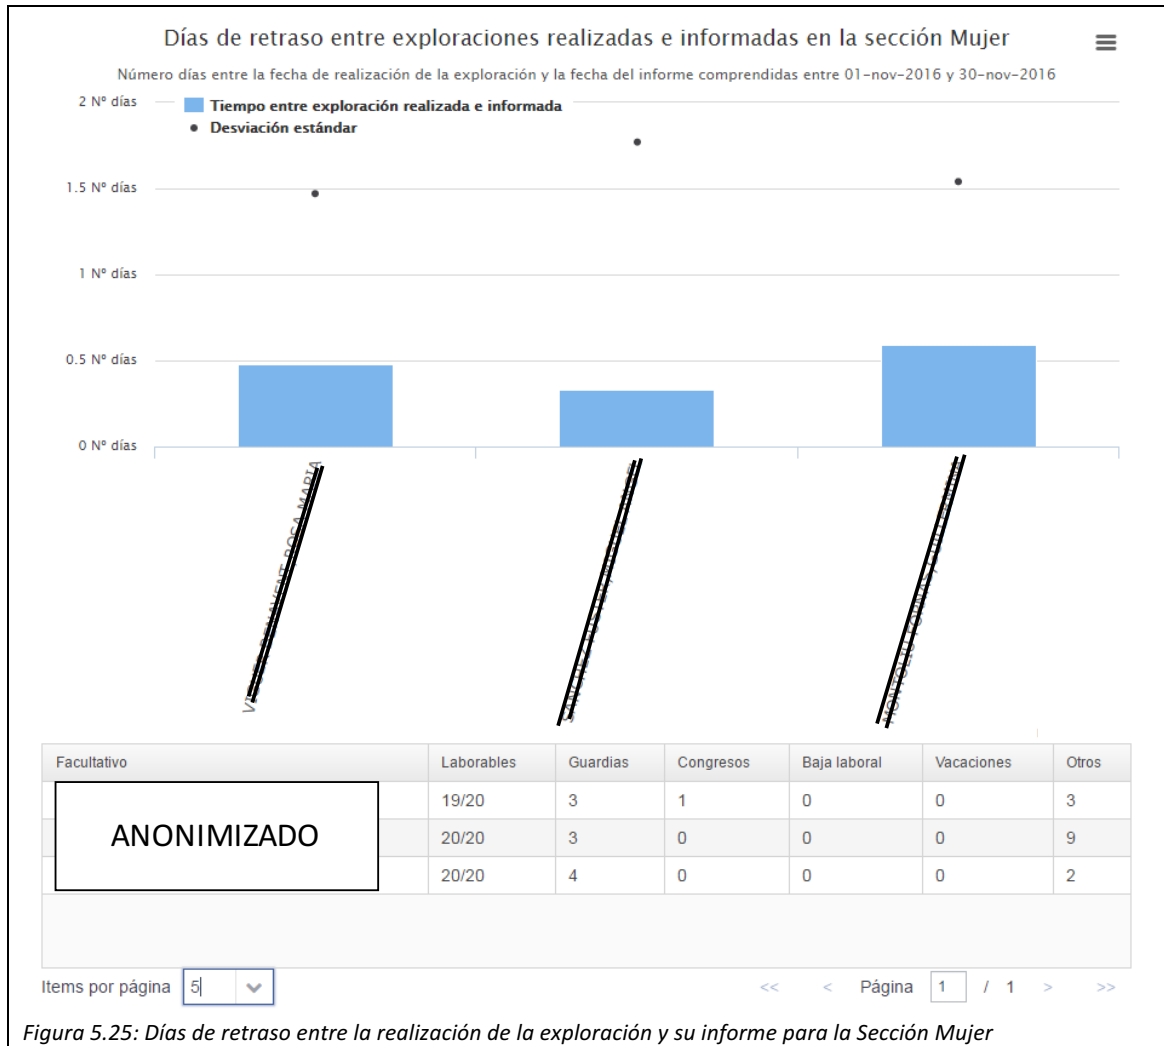 Días de retraso entre exploraciones realizadas e informadas en la sección Mujer
Número días entre la fecha de realización de la exploración y la fecha del informe comprendidas entre 01-nov-2016 y 30-nov-2016
2 Nº días
Tiempo entre exploración realizada e informada
Desviación estándar
1.5 Nº días
1 Nº días
0.5 Nº días
0 Nº días
Facultativo Laborables Guardias Congresos Baja laboral Vacaciones Otros
ANONIMIZADO
19/20 3 1 0 0 3
20/20 3 0 0 0 9
20/20 4 0 0 0 2
Items por página 5 << < Página 1 / 1 > >>
Figura 5.25: Días de retraso entre la realización de la exploración y su informe para la Sección Mujer